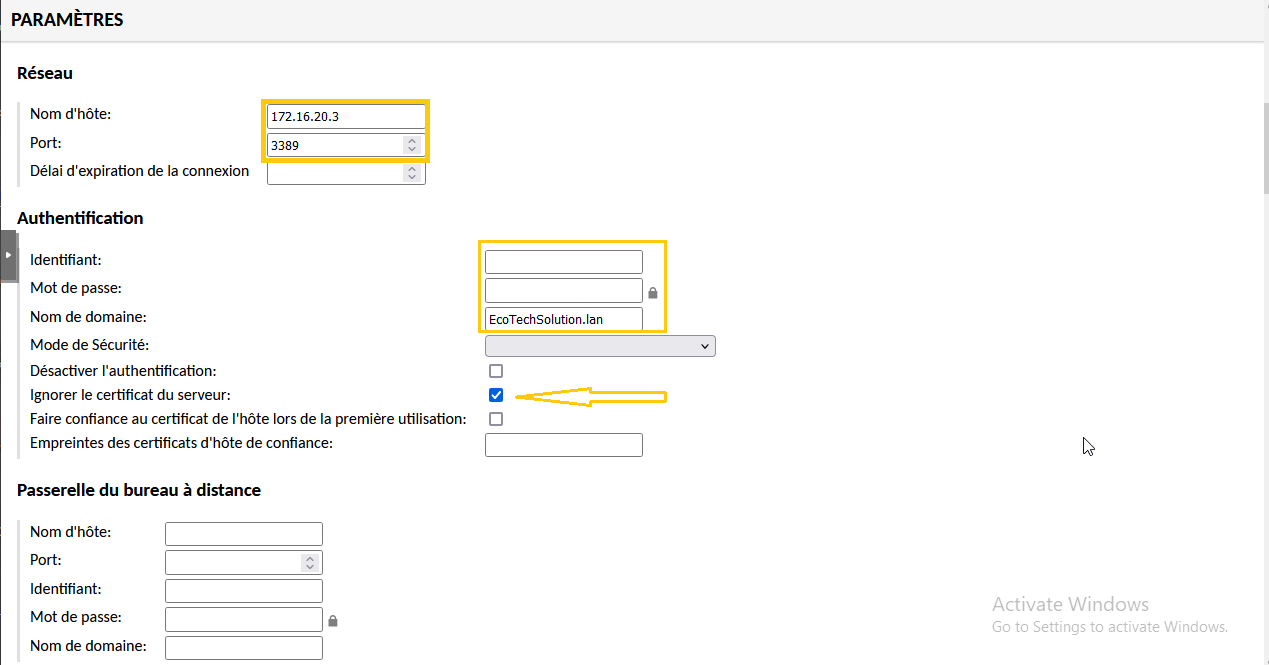 PARAMÈTRES
Réseau
Nom d'hôte: 172.16.20.3
Port: 3389
Délai d'expiration de la connexion
Authentification
Identifiant:
Mot de passe:
Nom de domaine: EcoTechSolution.lan
Mode de Sécurité:
Désactiver l'authentification:
Ignorer le certificat du serveur:
Faire confiance au certificat de l'hôte lors de la première utilisation:
Empreintes des certificats d'hôte de confiance:
Passerelle du bureau à distance
Nom d'hôte:
Port:
Identifiant:
Mot de passe:
Nom de domaine:
Activate Windows
Go to Settings to activate Windows.